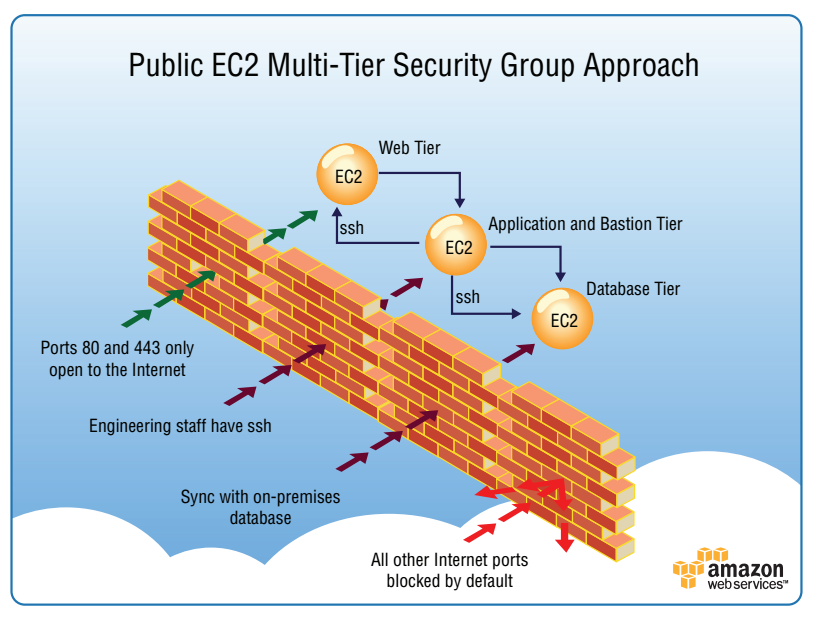 Public EC2 Multi-Tier Security Group Approach
Web Tier
EC2
ssh
Application and Bastion Tier
EC2
ssh
Database Tier
EC2
Ports 80 and 443 only
open to the Internet
Engineering staff have ssh
Sync with on-premises
database
All other Internet ports
blocked by default
amazon
webservices™